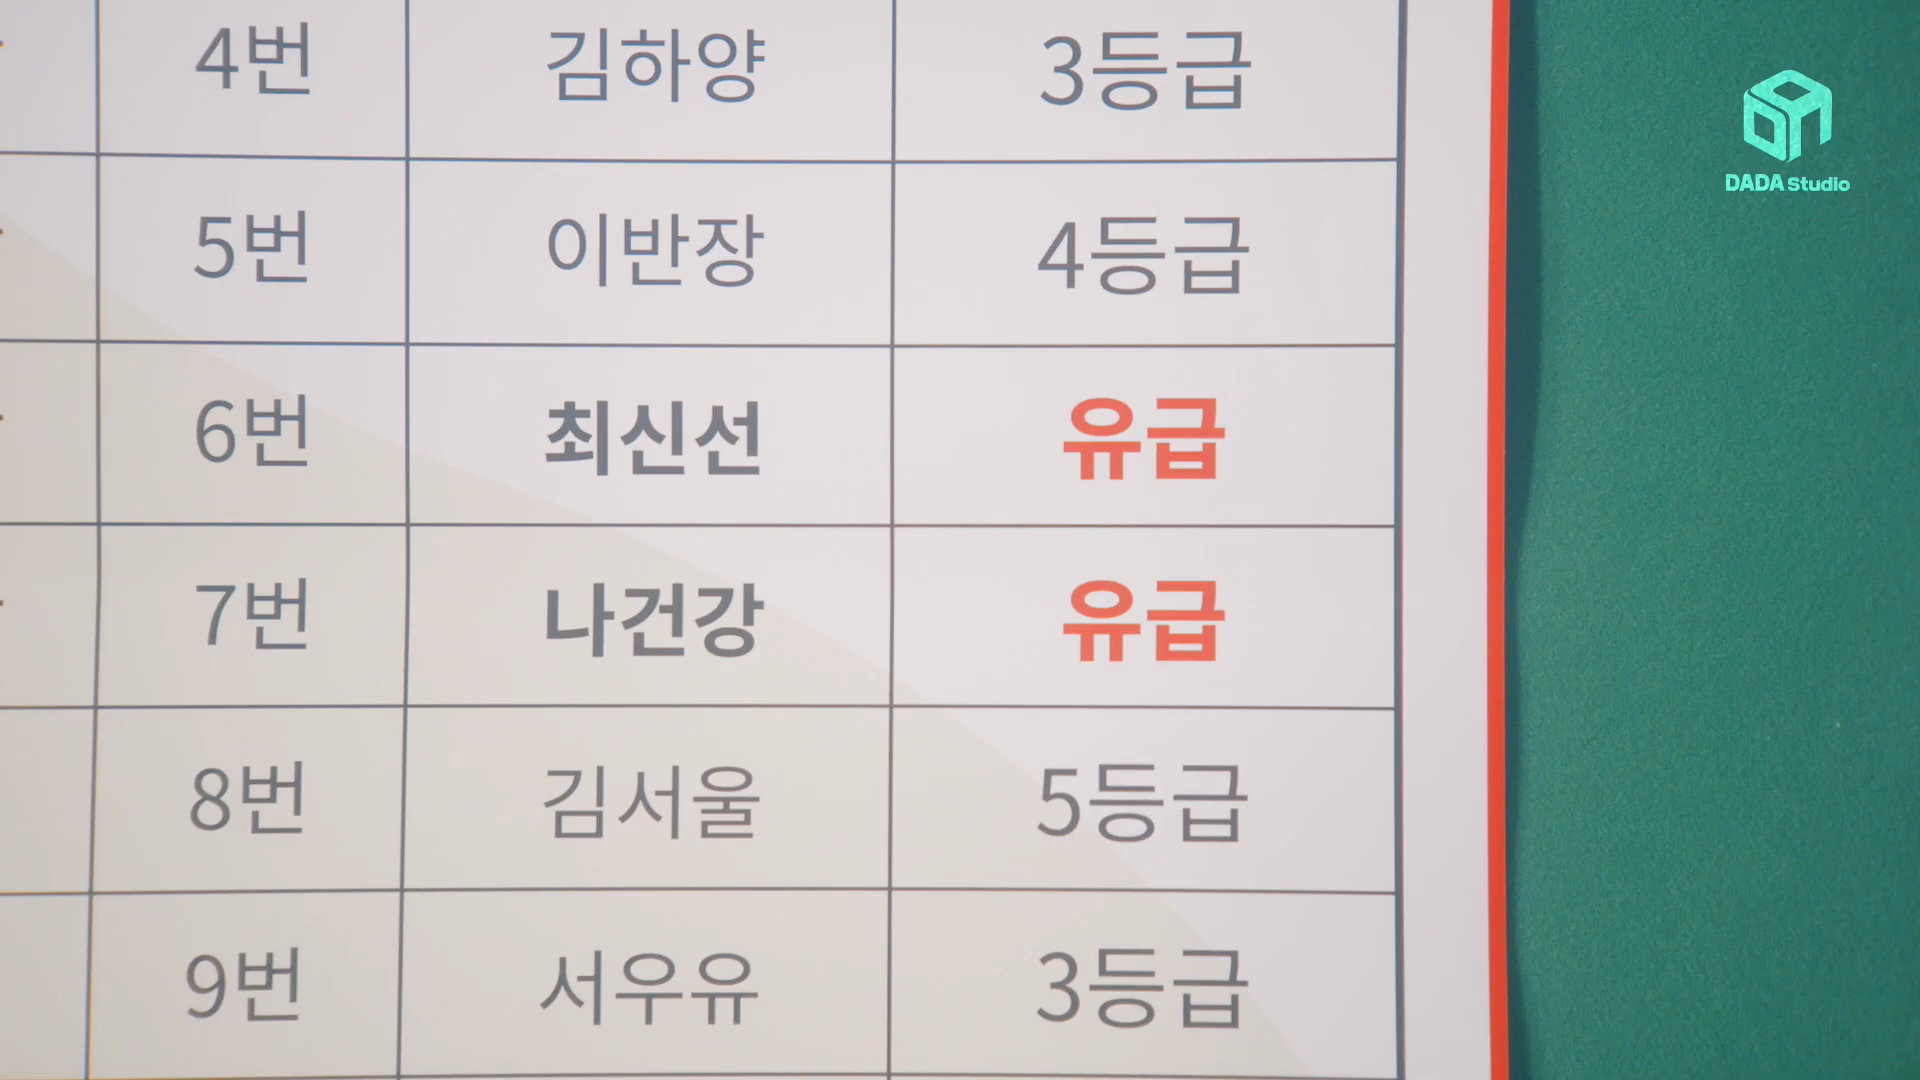 4번 김하양 3등급
DADA Studio
5번 이반장 4등급
6번 최신선 유급
7번 나건강 유급
8번 김서울 5등급
9번 서우유 3등급